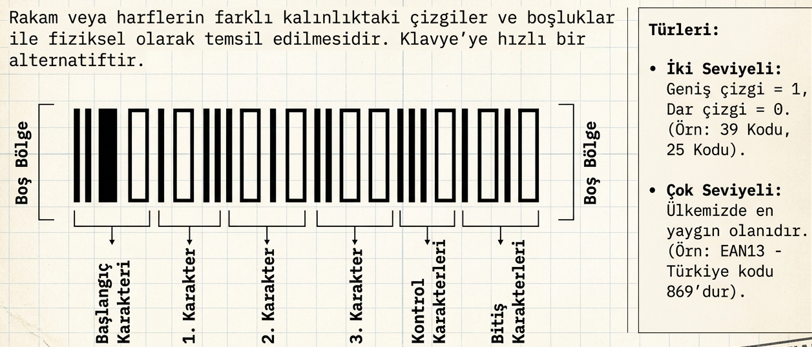 Rakam veya harflerin farklı kalınlıktaki çizgiler ve boşluklar
ile fiziksel olarak temsil edilmesidir. Klavye’ye hızlı bir
alternatiftir.
Boş Bölge
Boş Bölge
Başlangıç
Karakteri
1. Karakter
2. Karakter
3. Karakter
Kontrol
Karakterleri
Bitiş
Karakterleri
Türleri:
• İki Seviyeli:
Geniş çizgi = 1,
Dar çizgi = 0.
(Örn: 39 Kodu,
25 Kodu).
• Çok Seviyeli:
Ülkemizde en
yaygın olanıdır.
(Örn: EAN13 -
Türkiye kodu
869’dur).